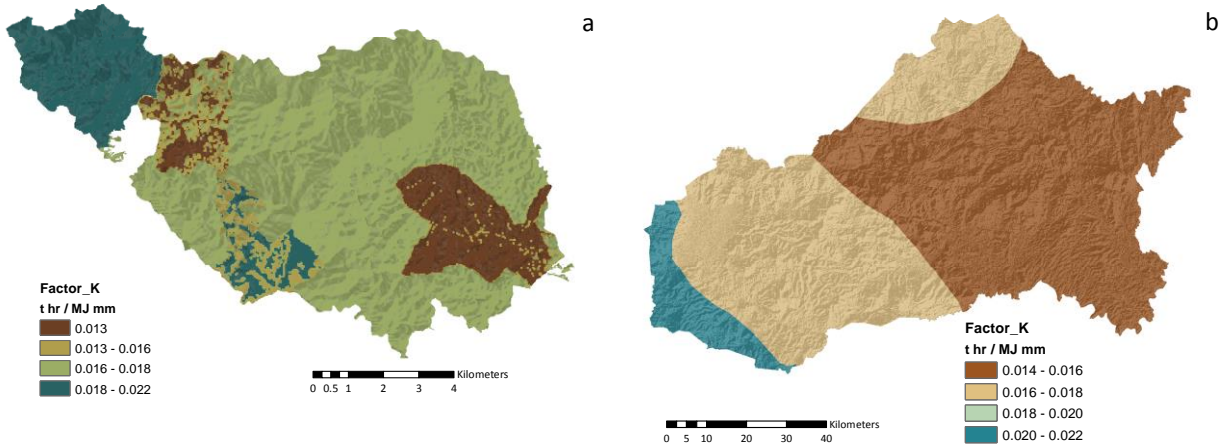 a
Factor_K
t hr / MJ mm
0.013
0.013 - 0.016
0.016 - 0.018
0.018 - 0.022
0 0.5 1 2 3 4 Kilometers
b
Factor_K
t hr / MJ mm
0.014 - 0.016
0.016 - 0.018
0.018 - 0.020
0.020 - 0.022
0 5 10 20 30 40 Kilometers